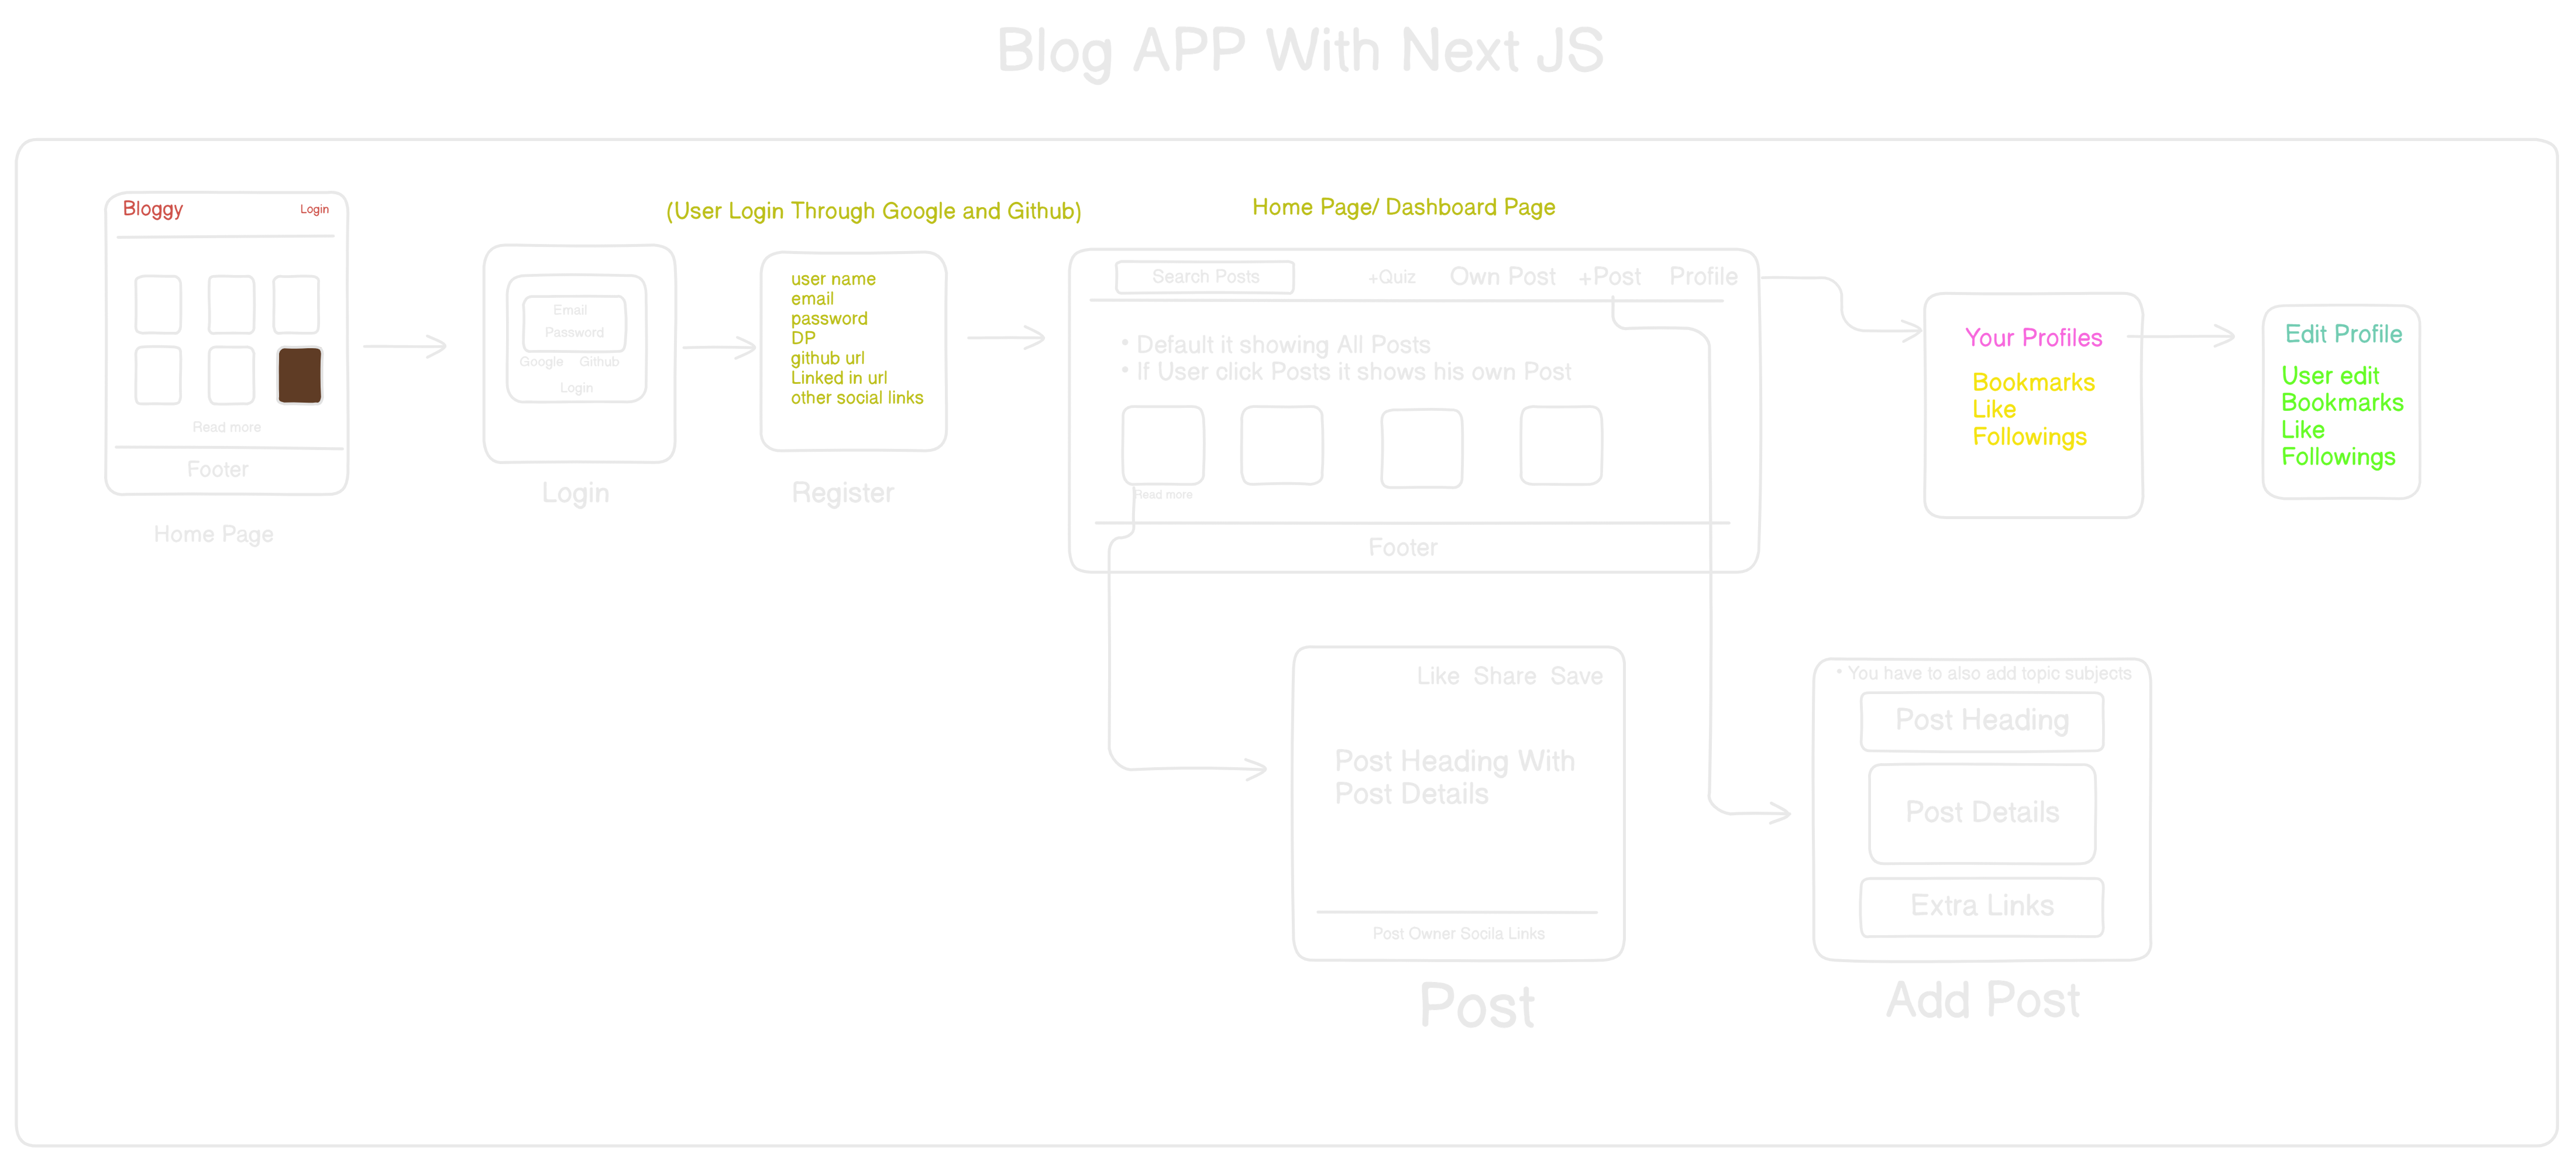 Blog APP With Next JS
Bloggy
Login
Read more
Footer
Home Page
Email
Password
Google Github
Login
Login
(User Login Through Google and Github)
user name
email
password
DP
github url
Linked in url
other social links
Register
Home Page/ Dashboard Page
Search Posts
+Quiz
Own Post
+Post
Profile
• Default it showing All Posts
• If User click Posts it shows his own Post
Read more
Footer
Your Profiles
Bookmarks
Like
Followings
Edit Profile
User edit
Bookmarks
Like
Followings
Like Share Save
Post Heading With
Post Details
Post Owner Socila Links
Post
• You have to also add topic subjects
Post Heading
Post Details
Extra Links
Add Post